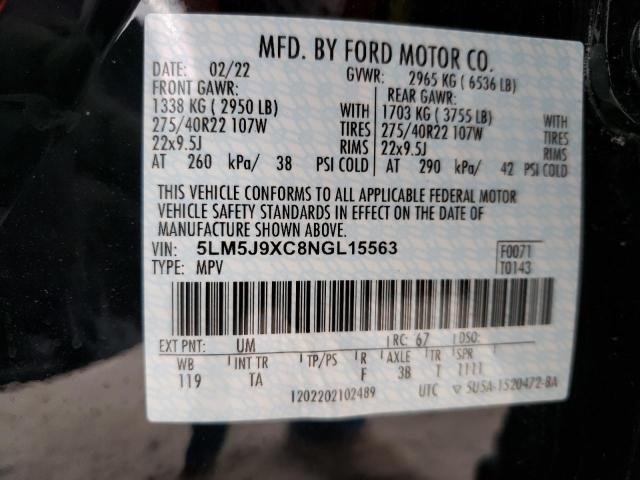 MFD. BY FORD MOTOR CO.
DATE: 02/22 GVWR: 2965 KG ( 6536 LB)
FRONT GAWR: REAR GAWR:
1338 KG ( 2950 LB) WITH 1703 KG ( 3755 LB) WITH
275/40R22 107W TIRES 275/40R22 107W TIRES
22x9.5J RIMS 22x9.5J RIMS
AT 260 kPa/ 38 PSI COLD AT 290 kPa/ 42 PSI COLD
THIS VEHICLE CONFORMS TO ALL APPLICABLE FEDERAL MOTOR
VEHICLE SAFETY STANDARDS IN EFFECT ON THE DATE OF
MANUFACTURE SHOWN ABOVE.
VIN: 5LM5J9XC8NGL15563 F0071
TYPE: MPV T0143
EXT PNT: UM RC: 67 DSO:
WB INT TR TP/PS R AXLE TR SPR
119 TA F 3B T 1111
1202202102489 UTC ▽ 5U5A-1520472-BA